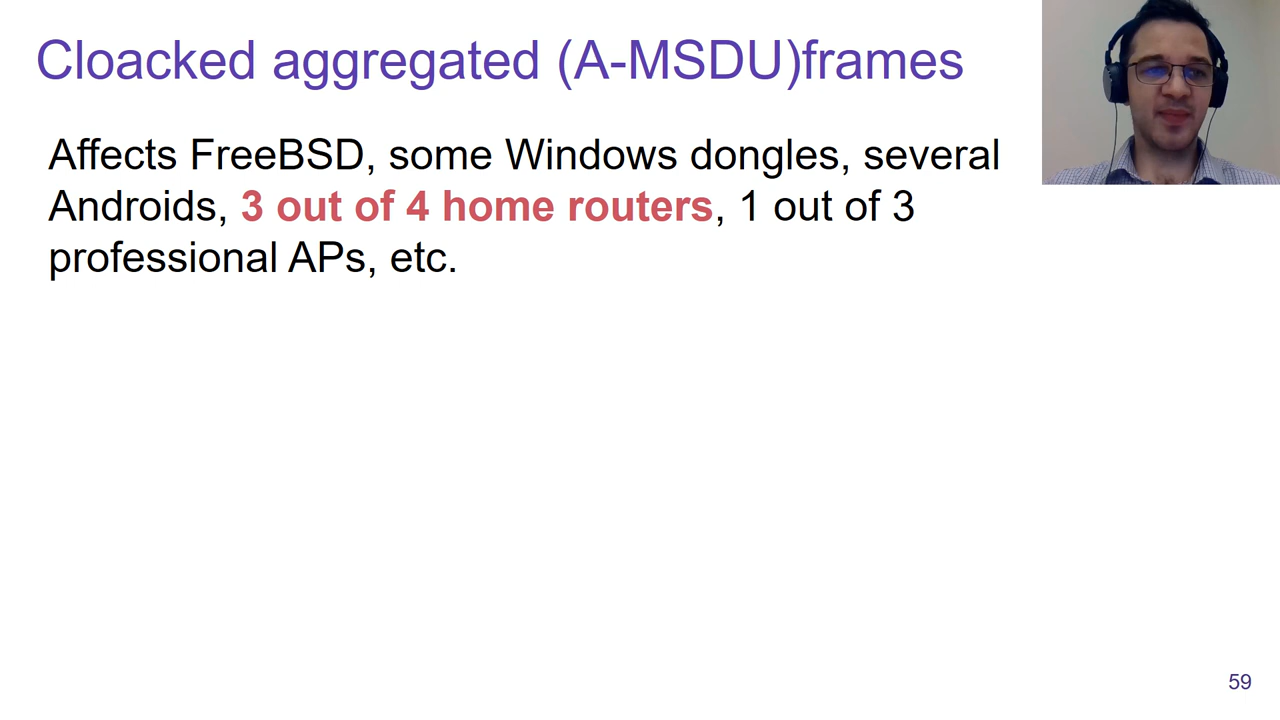 Cloacked aggregated (A-MSDU)frames
Affects FreeBSD, some Windows dongles, several
Androids, 3 out of 4 home routers, 1 out of 3
professional APs, etc.
59